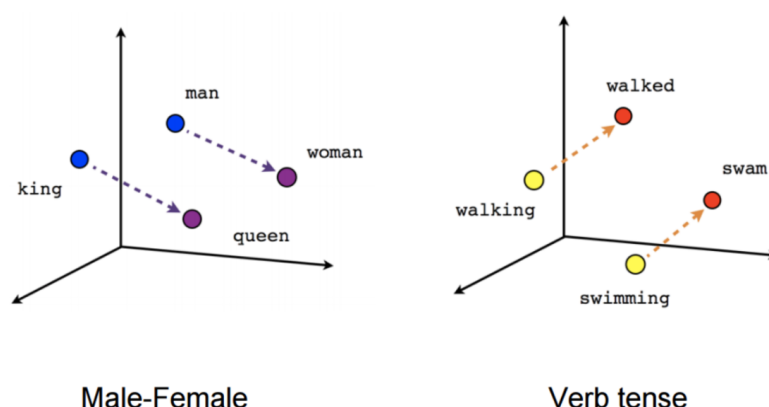 man
woman
king
queen
Male-Female
walked
swam
walking
swimming
Verb tense